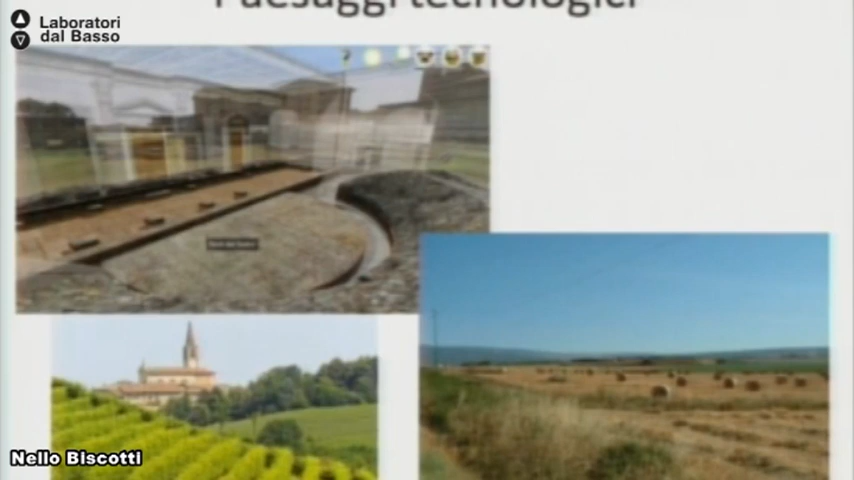 Paesaggi tecnologici
Laboratori
dal Basso
Nello Biscotti